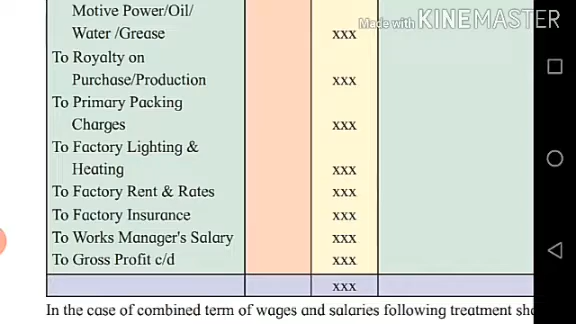 Motive Power/Oil/
Made with KINEMASTER
Water /Grease xxx
To Royalty on
Purchase/Production xxx
To Primary Packing
Charges xxx
To Factory Lighting &
Heating xxx
To Factory Rent & Rates xxx
To Factory Insurance xxx
To Works Manager's Salary xxx
To Gross Profit c/d xxx
xxx
In the case of combined term of wages and salaries following treatment sh